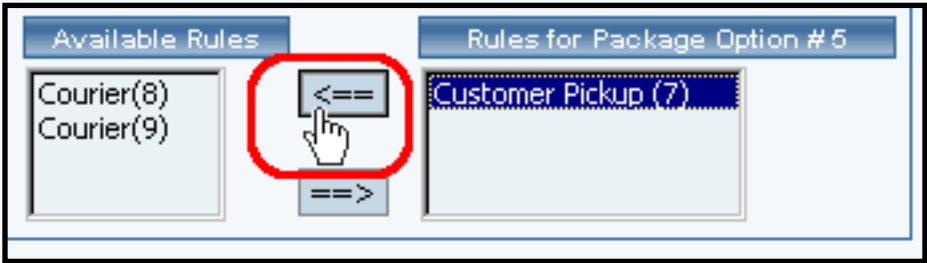 Available Rules
Rules for Package Option #5
Courier(8)
Courier(9)
<==
==>
Customer Pickup (7)